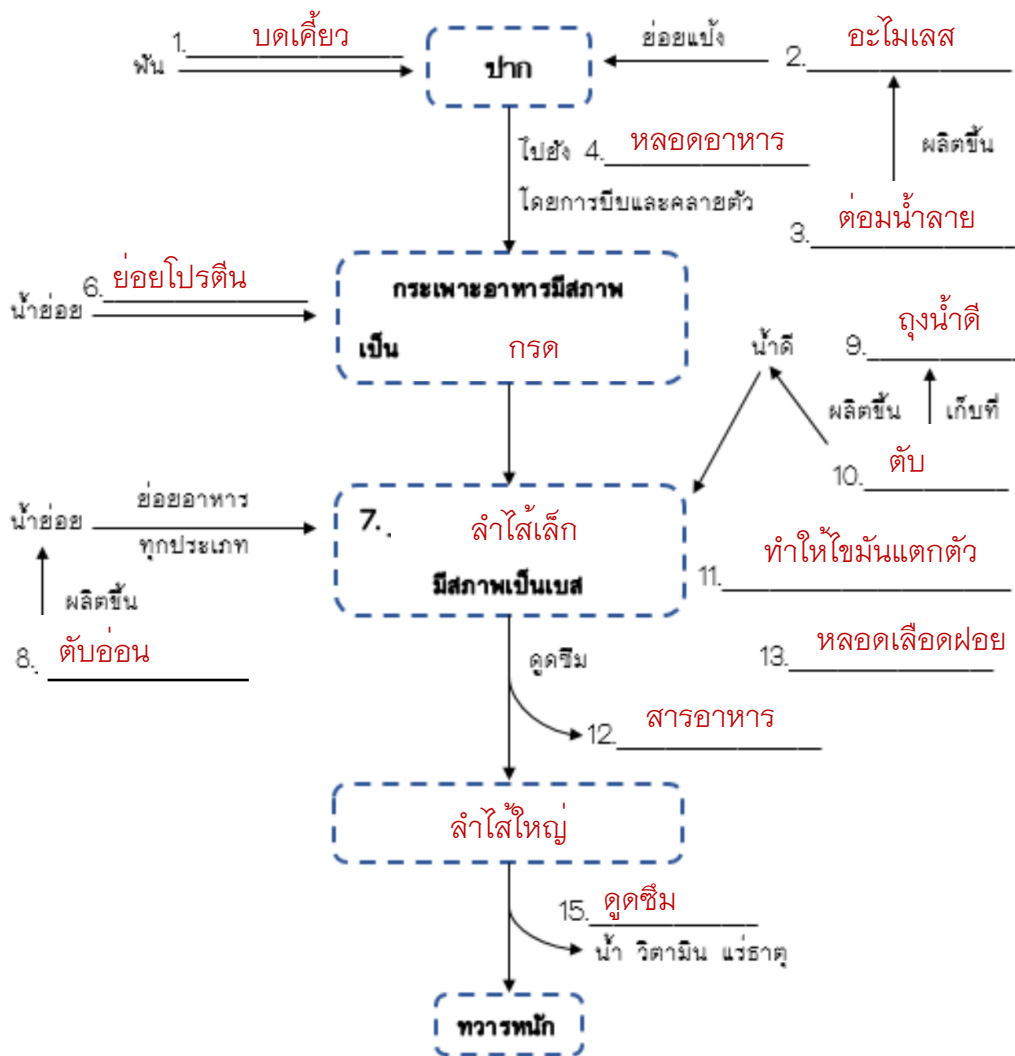 1. บดเคี้ยว
ฟัน
ปาก
ย่อยแป้ง
2. อะไมเลส
ไปยัง 4. หลอดอาหาร
ผลิตขึ้น
โดยการบีบและคลายตัว
3. ต่อมน้ำลาย
6. ย่อยโปรตีน
น้ำย่อย
กระเพาะอาหารมีสภาพ
เป็น กรด
น้ำดี
9. ถุงน้ำดี
ผลิตขึ้น
เก็บที่
10. ตับ
น้ำย่อย
ย่อยอาหาร
ทุกประเภท
7. ลำไส้เล็ก
มีสภาพเป็นเบส
11. ทำให้ไขมันแตกตัว
ผลิตขึ้น
8. ตับอ่อน
ดูดซึม
13. หลอดเลือดฝอย
12. สารอาหาร
ลำไส้ใหญ่
15. ดูดซึม
น้ำ วิตามิน แร่ธาตุ
ทวารหนัก